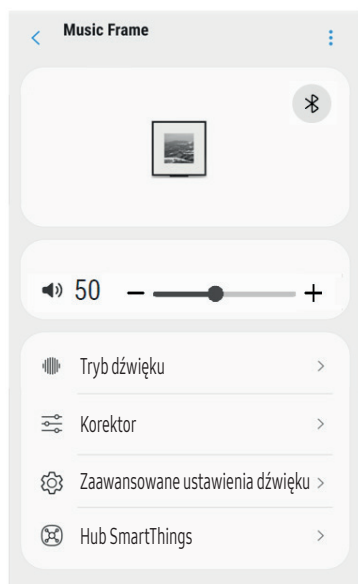 Music Frame
50
Tryb dźwięku
Korektor
Zaawansowane ustawienia dźwięku
Hub SmartThings